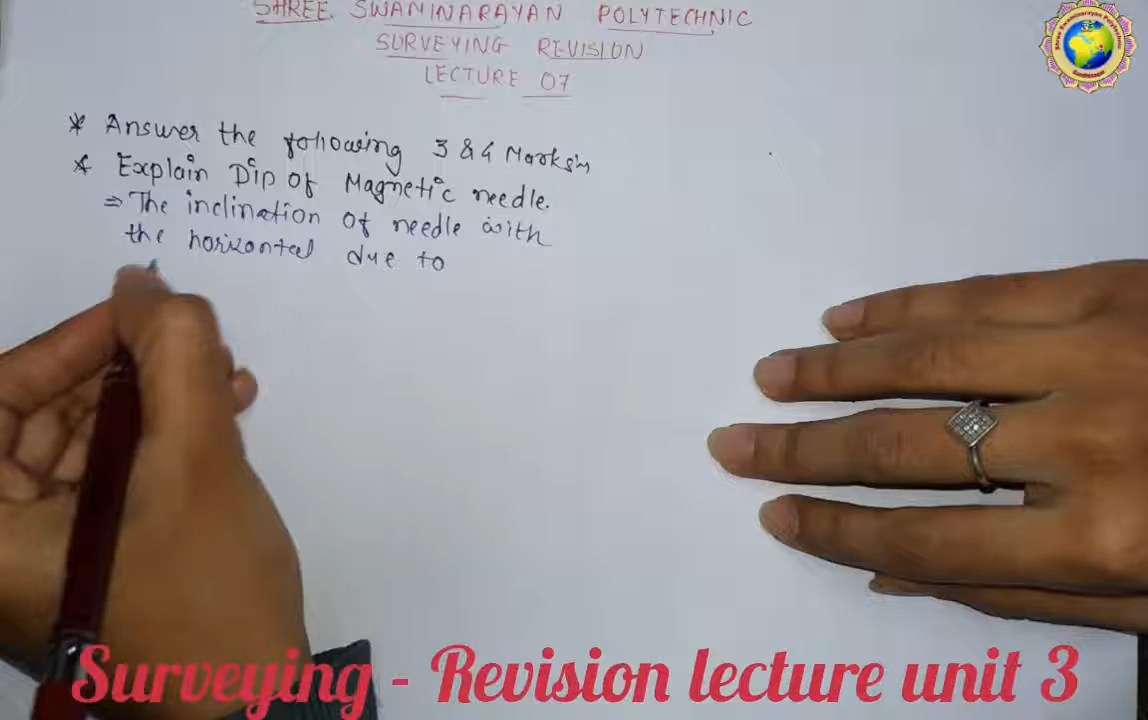 SHREE SWAMINARAYAN POLYTECHNIC
SURVEYING REVISION
LECTURE 07
* Answer the following 3 & 4 Marks
* Explain Dip of Magnetic needle.
⇒ The inclination of needle with
the horizontal due to
Surveying - Revision lecture unit 3